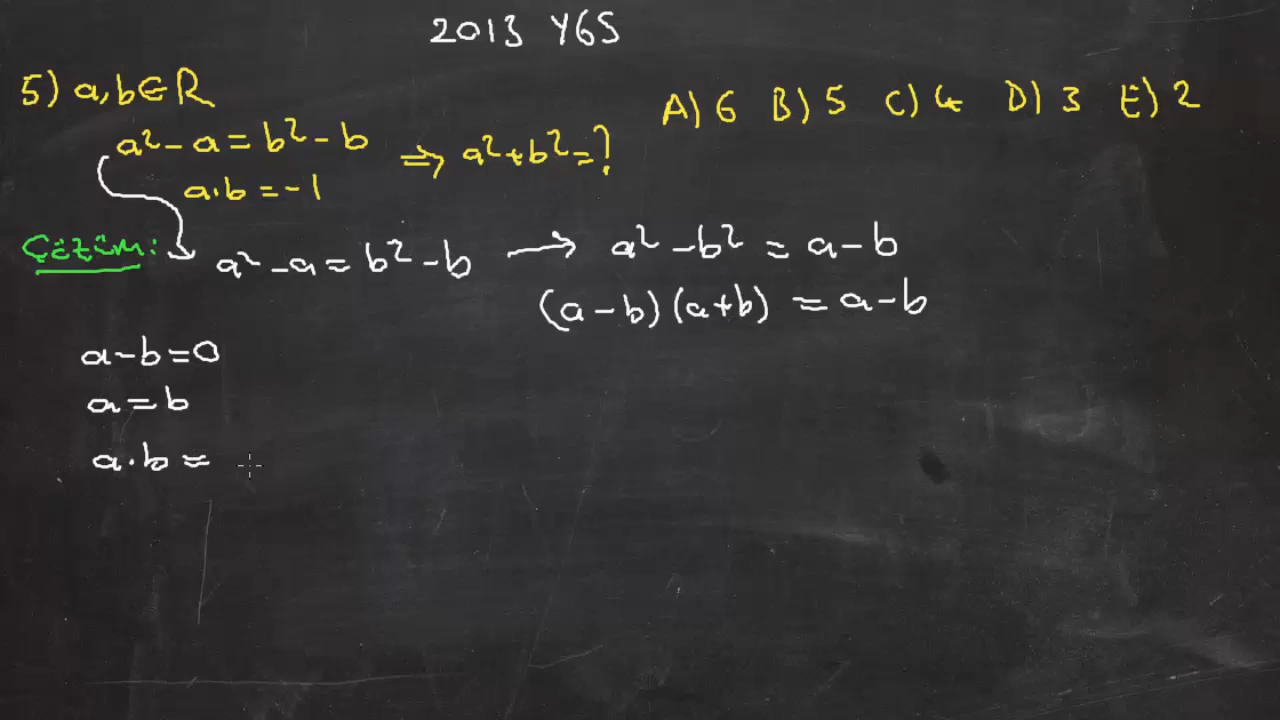 2013 YGS
5) a,b∈R
A) 6 B) 5 C) 4 D) 3 E) 2
a² - a = b² - b
a·b = -1
⇒ a² + b² = ?
Çözüm: a² - a = b² - b → a² - b² = a - b
(a - b)(a + b) = a - b
a - b = 0
a = b
a·b =